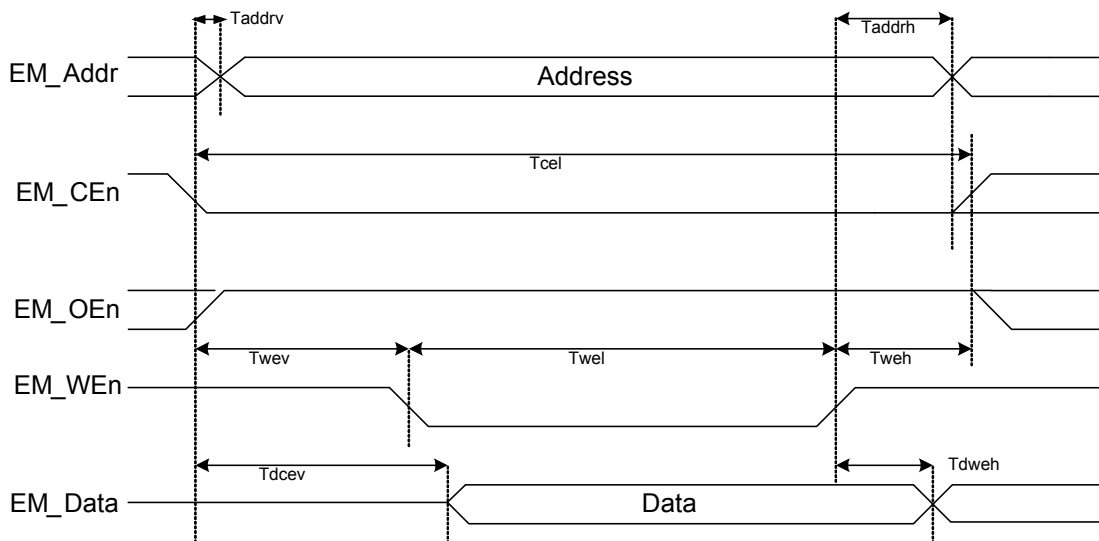 Taddrv
Taddrh
EM_Addr
Address
Tcel
EM_CEn
EM_OEn
Twev
Twel
Tweh
EM_WEn
Tdcev
Tdweh
EM_Data
Data